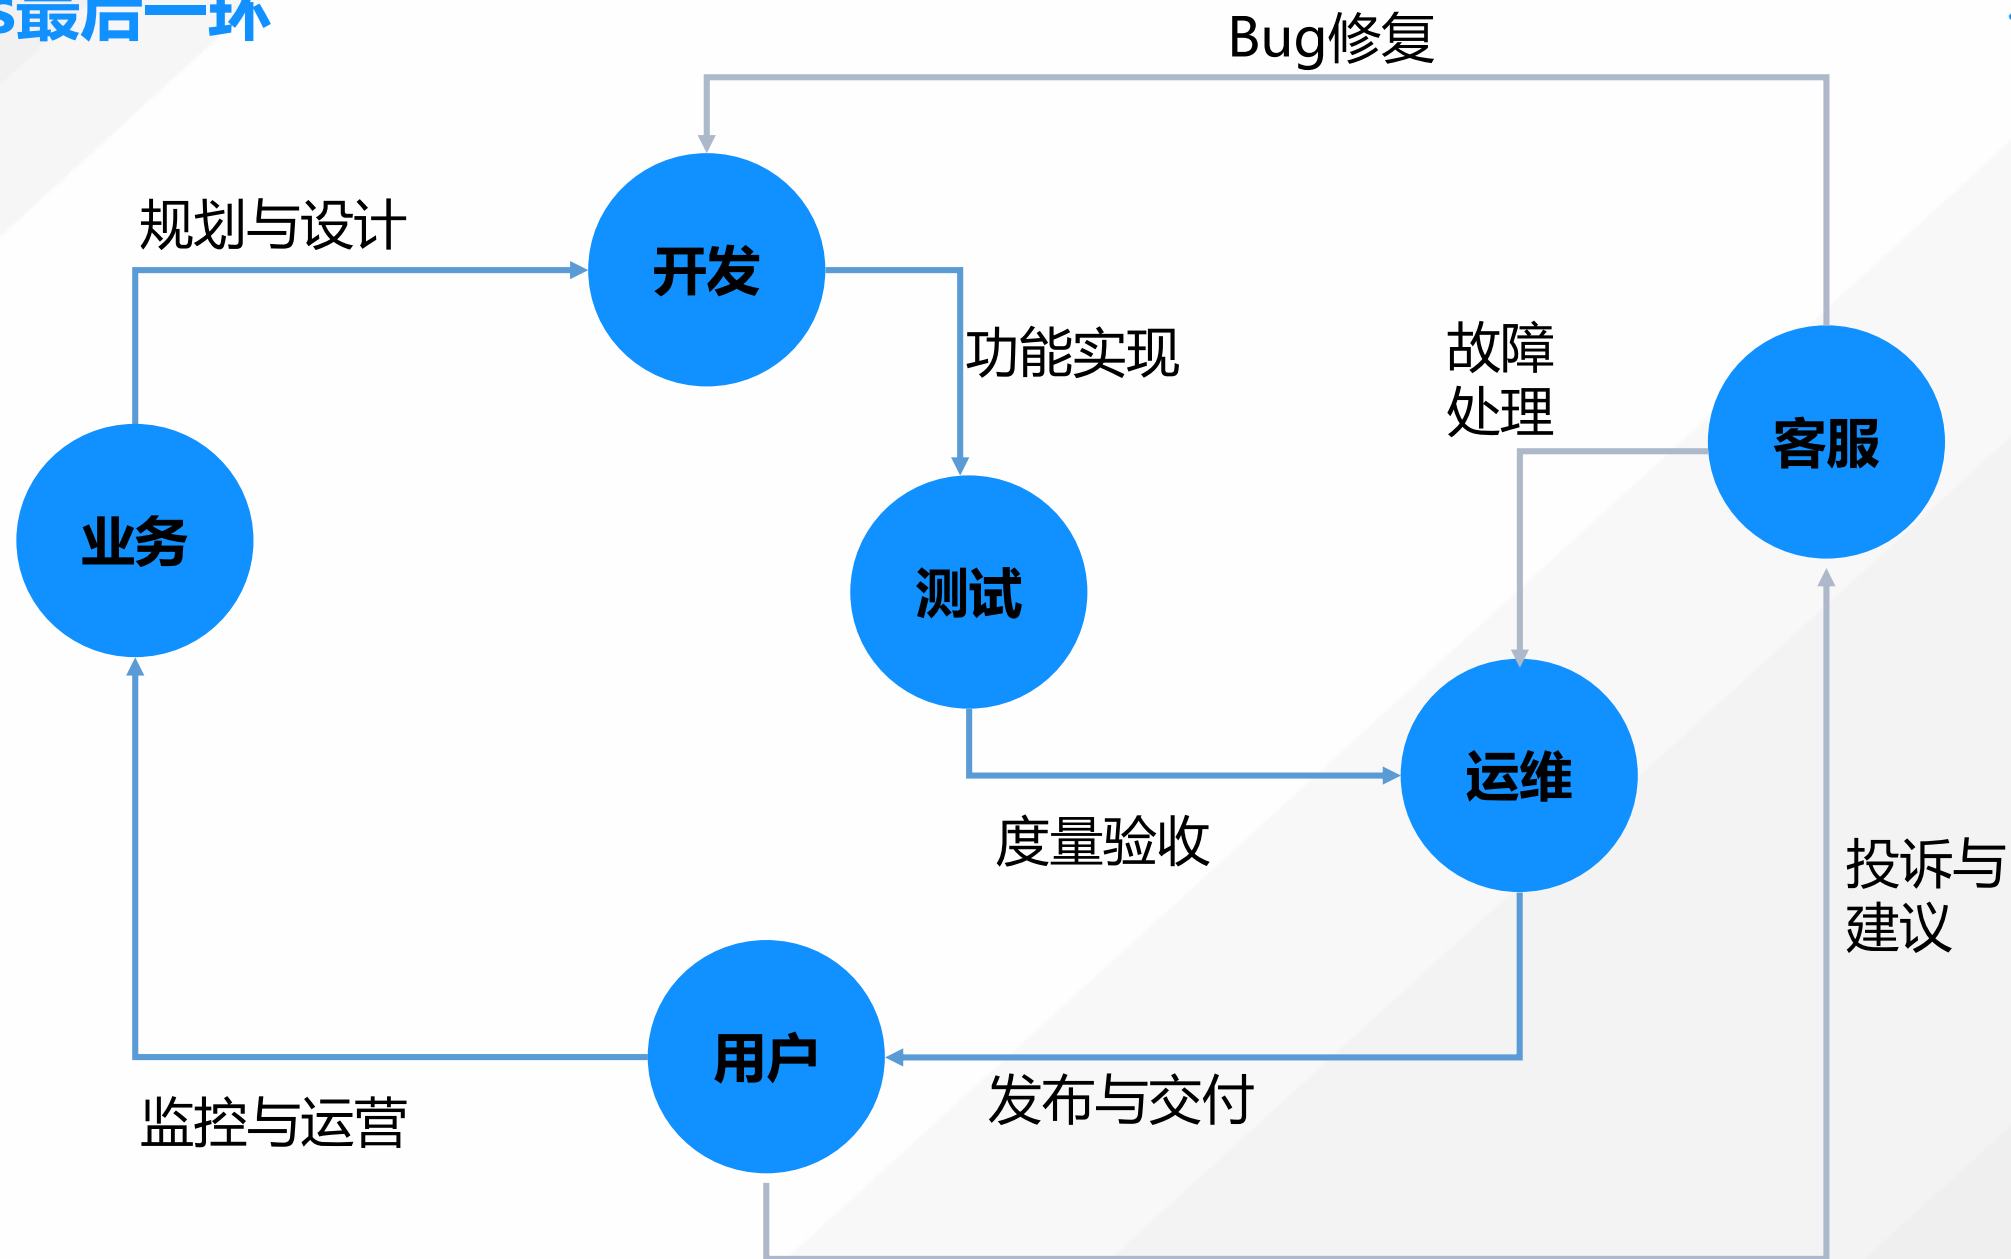 s最后一环
Bug修复
规划与设计
开发
功能实现
故障
处理
客服
业务
测试
运维
度量验收
投诉与
建议
用户
发布与交付
监控与运营